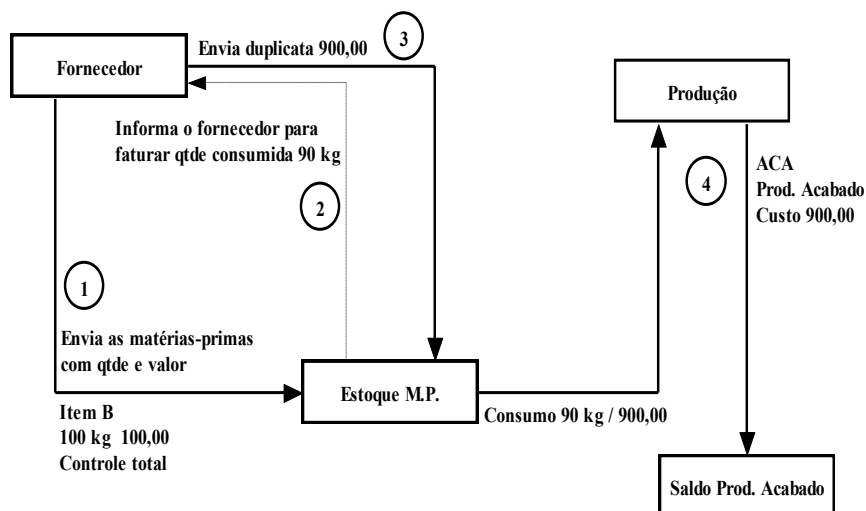 Envia duplicata 900,00
3
Fornecedor
Produção
Informa o fornecedor para
faturar qtde consumida 90 kg
2
4
ACA
Prod. Acabado
Custo 900,00
1
Envia as matérias-primas
com qtde e valor
Estoque M.P.
Item B
100 kg 100,00
Controle total
Consumo 90 kg / 900,00
Saldo Prod. Acabado